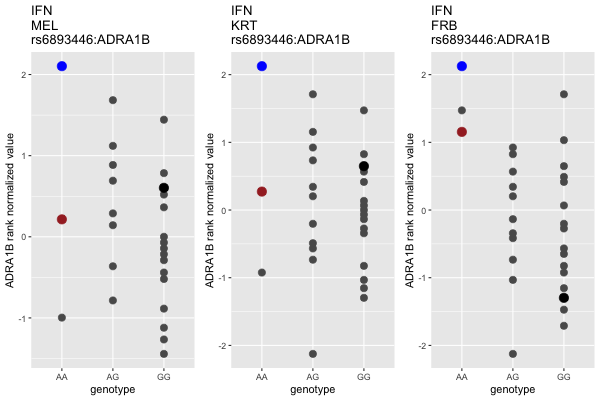 IFN
MEL
rs6893446:ADRA1B
ADRA1B rank normalized value
2
1
0
-1
AA
AG
GG
genotype
IFN
KRT
rs6893446:ADRA1B
ADRA1B rank normalized value
2
1
0
-1
-2
AA
AG
GG
genotype
IFN
FRB
rs6893446:ADRA1B
ADRA1B rank normalized value
2
1
0
-1
-2
AA
AG
GG
genotype